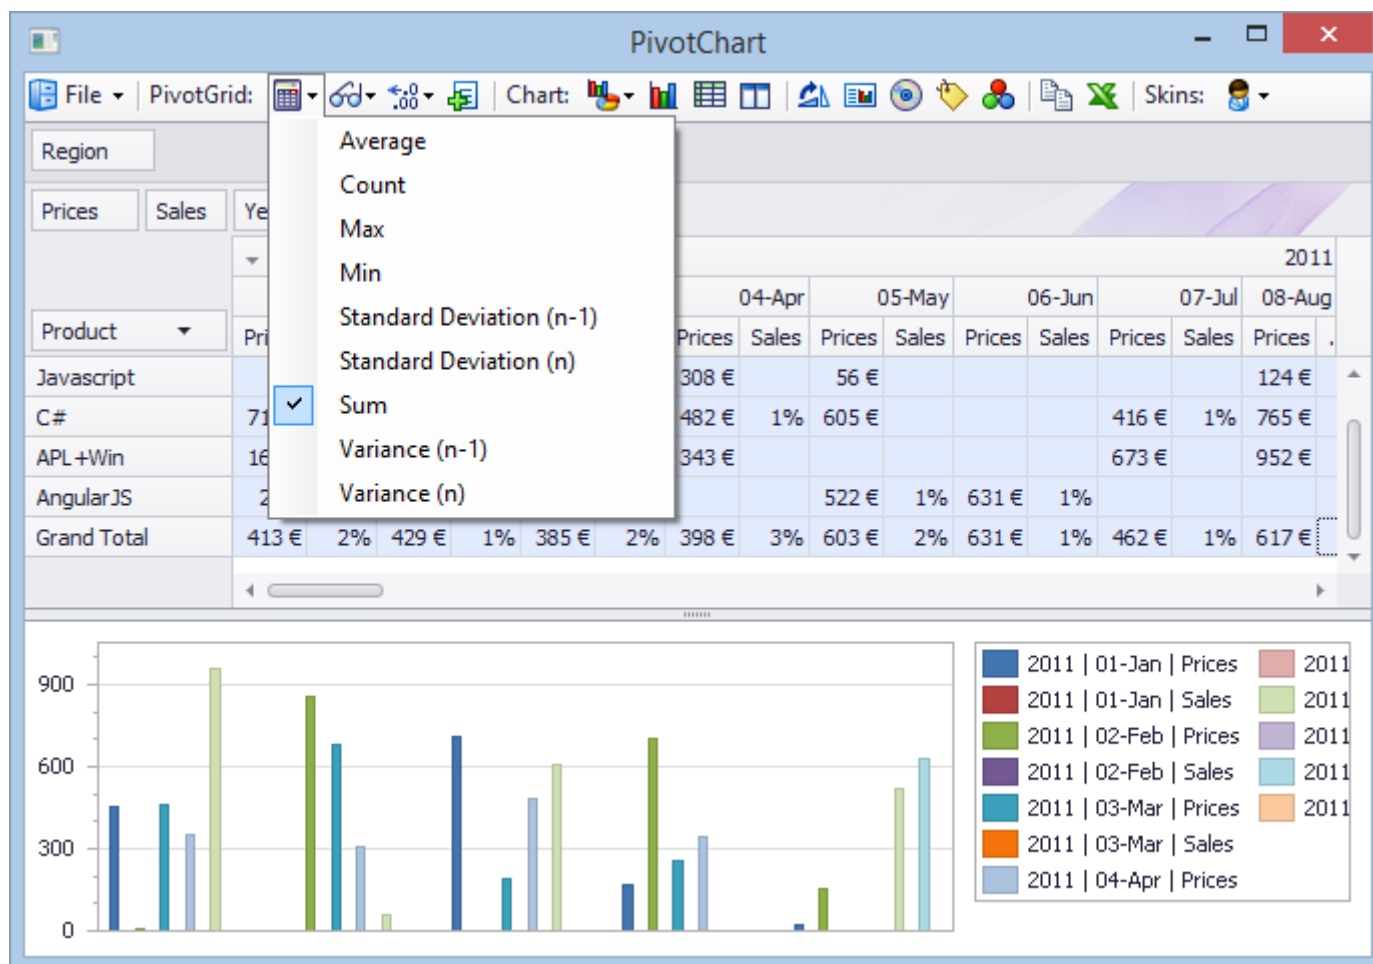 PivotChart
File PivotGrid: Chart: Skins:
Average
Count
Max
Min
Standard Deviation (n-1)
Standard Deviation (n)
Sum
Variance (n-1)
Variance (n)
Region
Prices Sales Ye
2011
04-Apr 05-May 06-Jun 07-Jul 08-Aug
Product Pri Prices Sales Prices Sales Prices Sales Prices Sales Prices .
Javascript 308 € 56 € 124 €
C# 71 482 € 1% 605 € 416 € 1% 765 €
APL+Win 16 343 € 673 € 952 €
AngularJS 2 522 € 1% 631 € 1%
Grand Total 413 € 2% 429 € 1% 385 € 2% 398 € 3% 603 € 2% 631 € 1% 462 € 1% 617 €
900
600
300
0
2011 | 01-Jan | Prices 2011
2011 | 01-Jan | Sales 2011
2011 | 02-Feb | Prices 2011
2011 | 02-Feb | Sales 2011
2011 | 03-Mar | Prices 2011
2011 | 03-Mar | Sales
2011 | 04-Apr | Prices